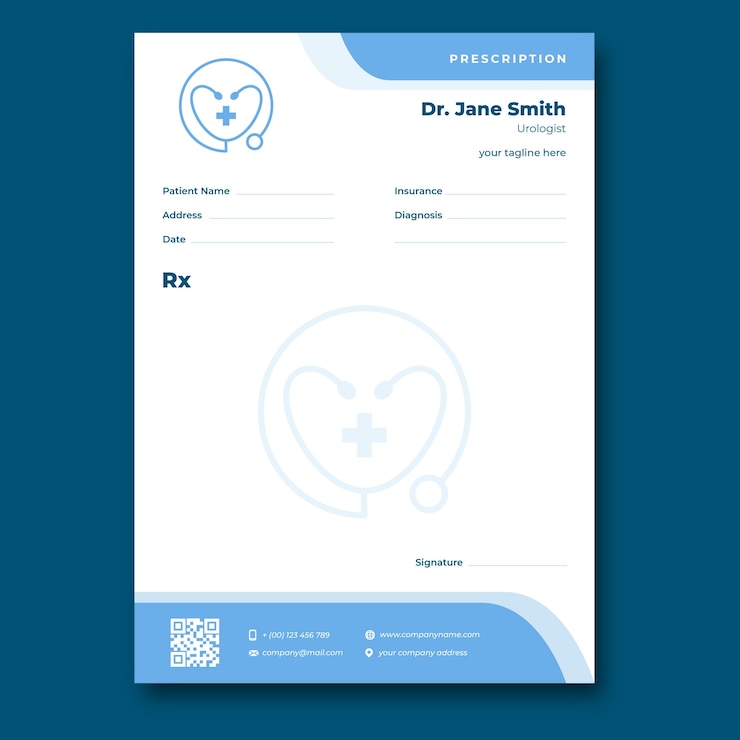 PRESCRIPTION
Dr. Jane Smith
Urologist
your tagline here
Patient Name
Insurance
Address
Diagnosis
Date
Rx
Signature
+ (00) 123 456 789
www.companyname.com
company@mail.com
your company address